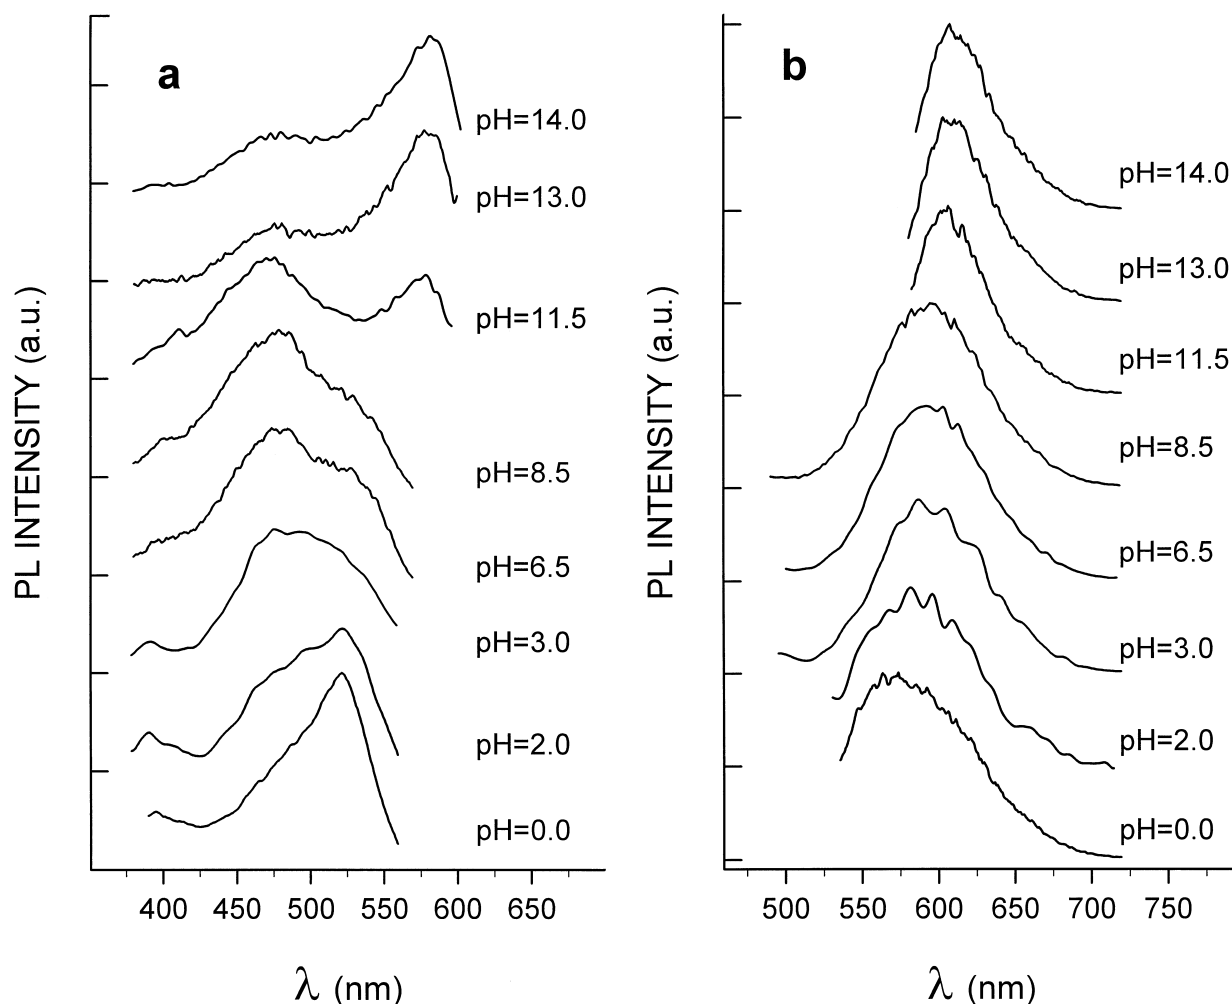 a
pH=14.0
pH=13.0
pH=11.5
pH=8.5
pH=6.5
pH=3.0
pH=2.0
pH=0.0
PL INTENSITY (a.u.)
400 450 500 550 600 650
λ (nm)
b
pH=14.0
pH=13.0
pH=11.5
pH=8.5
pH=6.5
pH=3.0
pH=2.0
pH=0.0
PL INTENSITY (a.u.)
500 550 600 650 700 750
λ (nm)